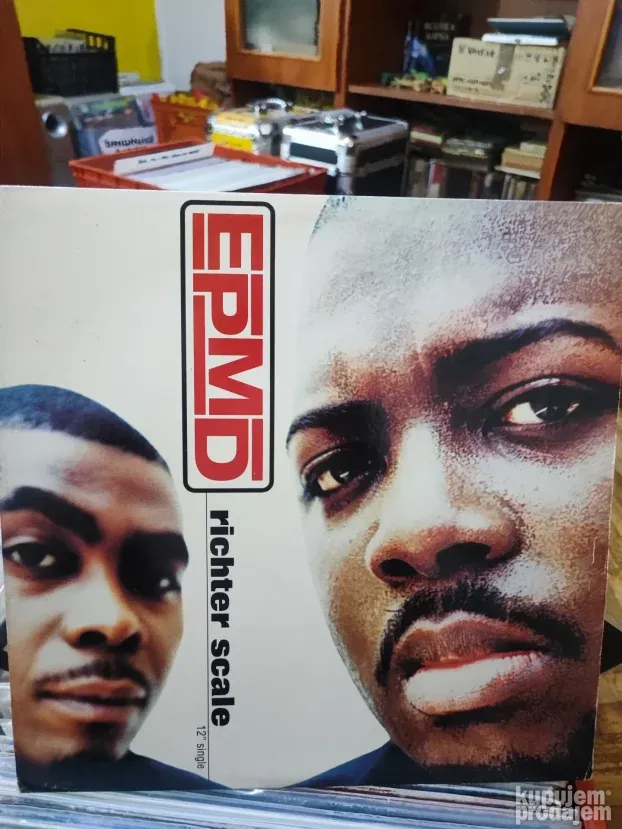 EPMD
richter scale
12" single
kupujem
prodajem